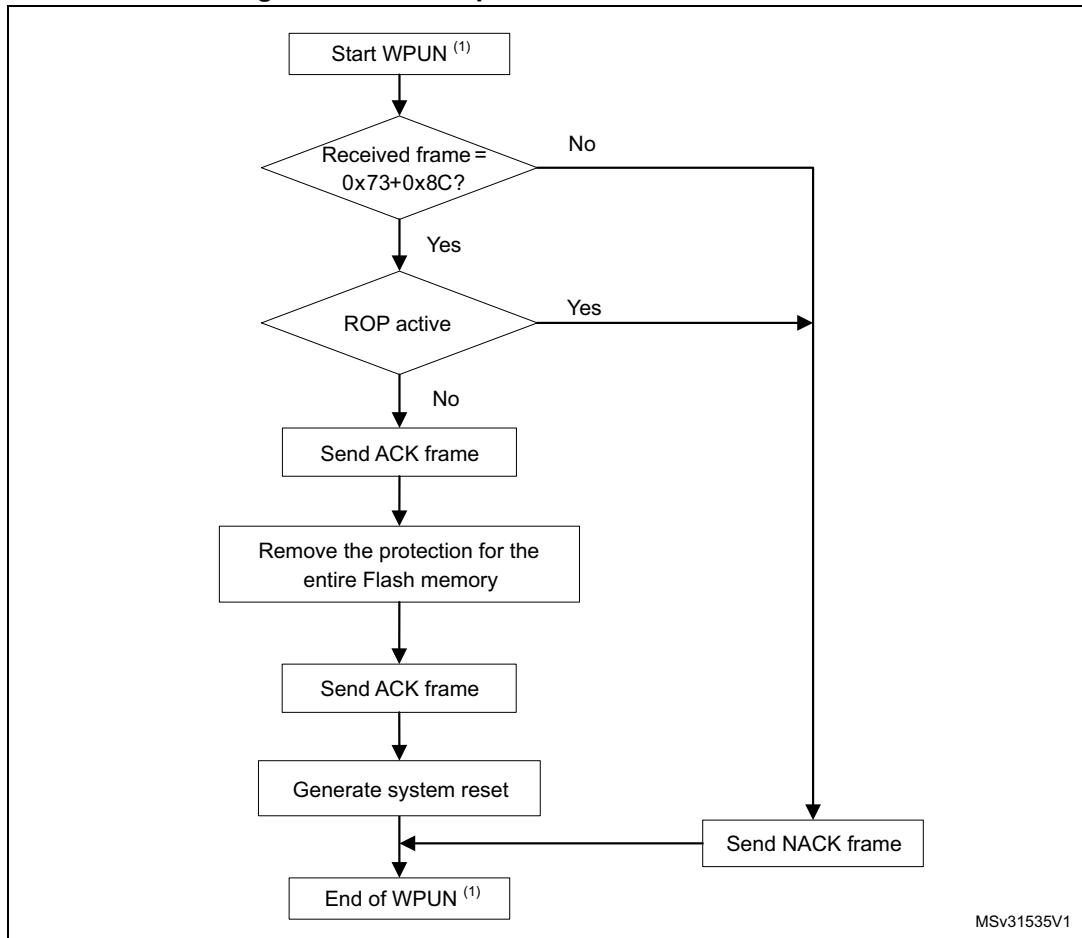 Start WPUN (1)
Received frame =
0x73+0x8C?
No
Yes
ROP active
Yes
No
Send ACK frame
Remove the protection for the
entire Flash memory
Send ACK frame
Generate system reset
Send NACK frame
End of WPUN (1)
MSv31535V1